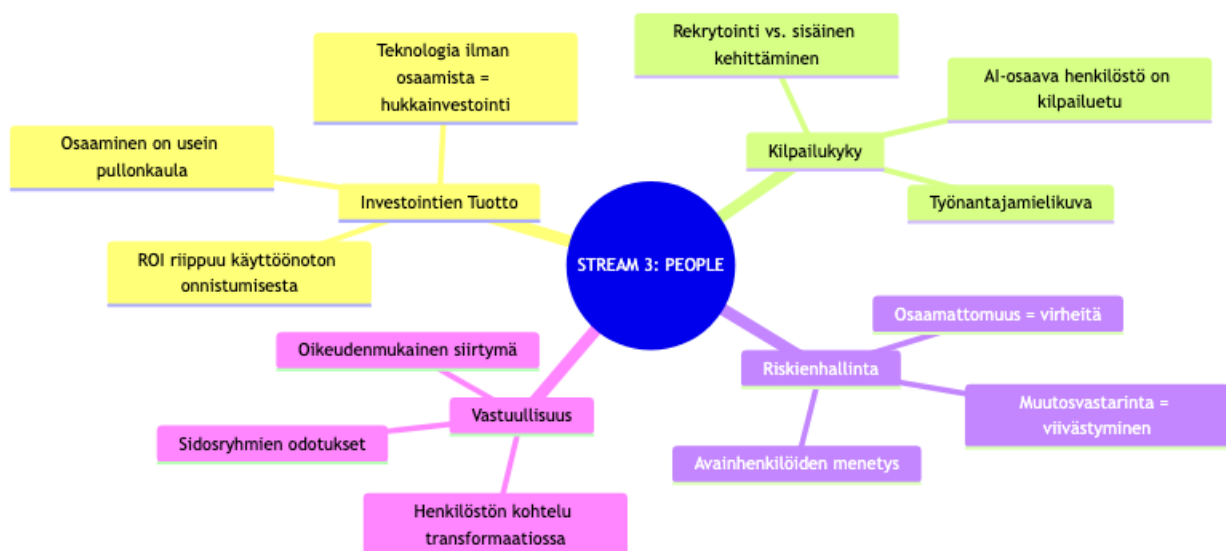 STREAM 3: PEOPLE
Investointien Tuotto
Teknologia ilman
osaamista =
hukkainvestointi
Osaaminen on usein
pullonkaula
ROI riippuu käyttöönoton
onnistumisesta
Kilpailukyky
Rekrytointi vs. sisäinen
kehittäminen
AI-osaava henkilöstö on
kilpailuetu
Työnantajamielikuva
Riskienhallinta
Osaamattomuus = virheitä
Muutosvastarinta =
viivästyminen
Avainhenkilöiden menetys
Vastuullisuus
Oikeudenmukainen siirtymä
Sidosryhmien odotukset
Henkilöstön kohtelu
transformaatiossa